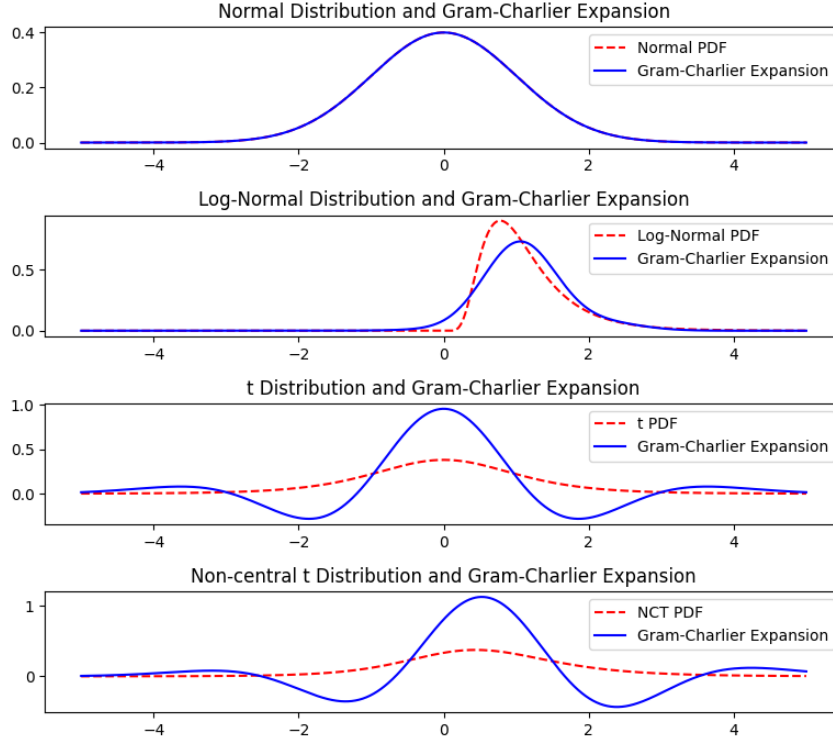 Normal Distribution and Gram-Charlier Expansion
0.4
0.2
0.0
Normal PDF
Gram-Charlier Expansion
−4 −2 0 2 4
Log-Normal Distribution and Gram-Charlier Expansion
0.5
0.0
Log-Normal PDF
Gram-Charlier Expansion
−4 −2 0 2 4
t Distribution and Gram-Charlier Expansion
1.0
0.5
0.0
t PDF
Gram-Charlier Expansion
−4 −2 0 2 4
Non-central t Distribution and Gram-Charlier Expansion
1
0
NCT PDF
Gram-Charlier Expansion
−4 −2 0 2 4